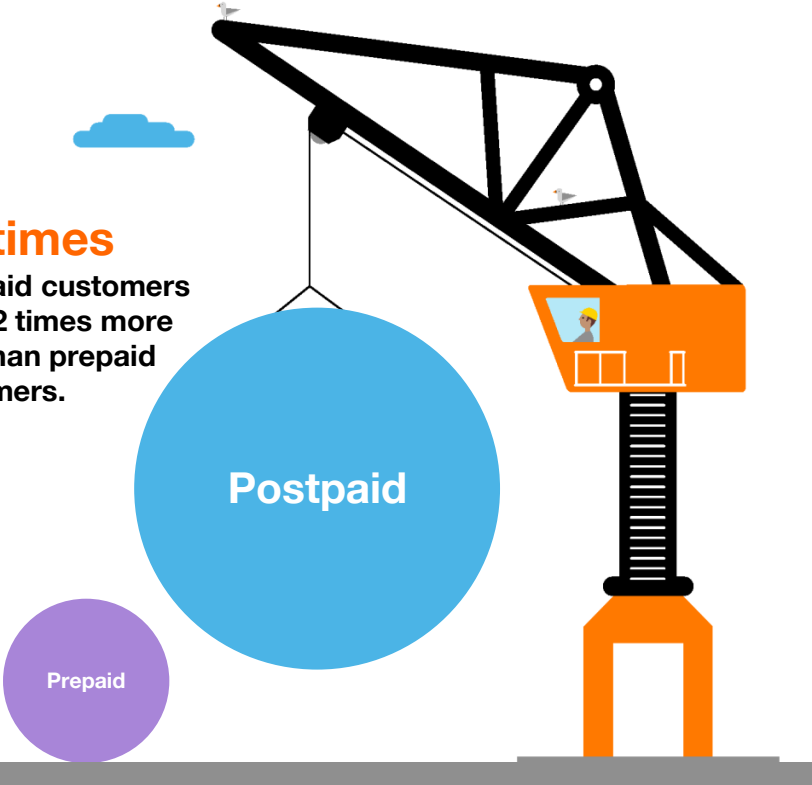 times
aid customers
2 times more
han prepaid
mers.
Postpaid
Prepaid